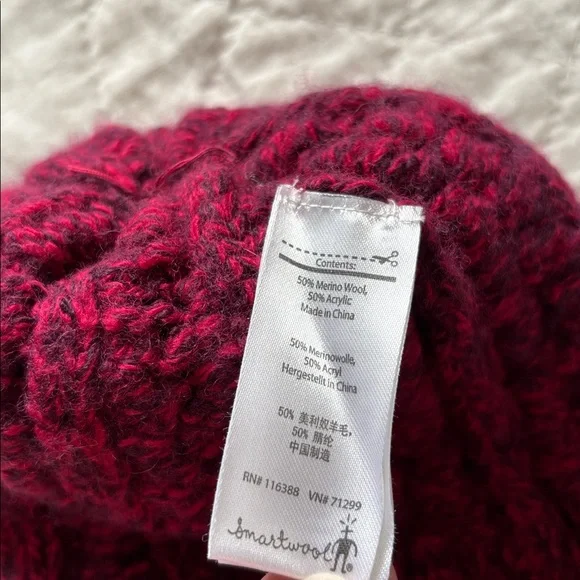 Contents:
50% Merino Wool,
50% Acrylic
Made in China
50% Merinowolle,
50% Acryl
Hergestellt in China
50% 美利奴羊毛,
50% 腈纶
中国制造
RN# 116388 VN# 71299
smartwool